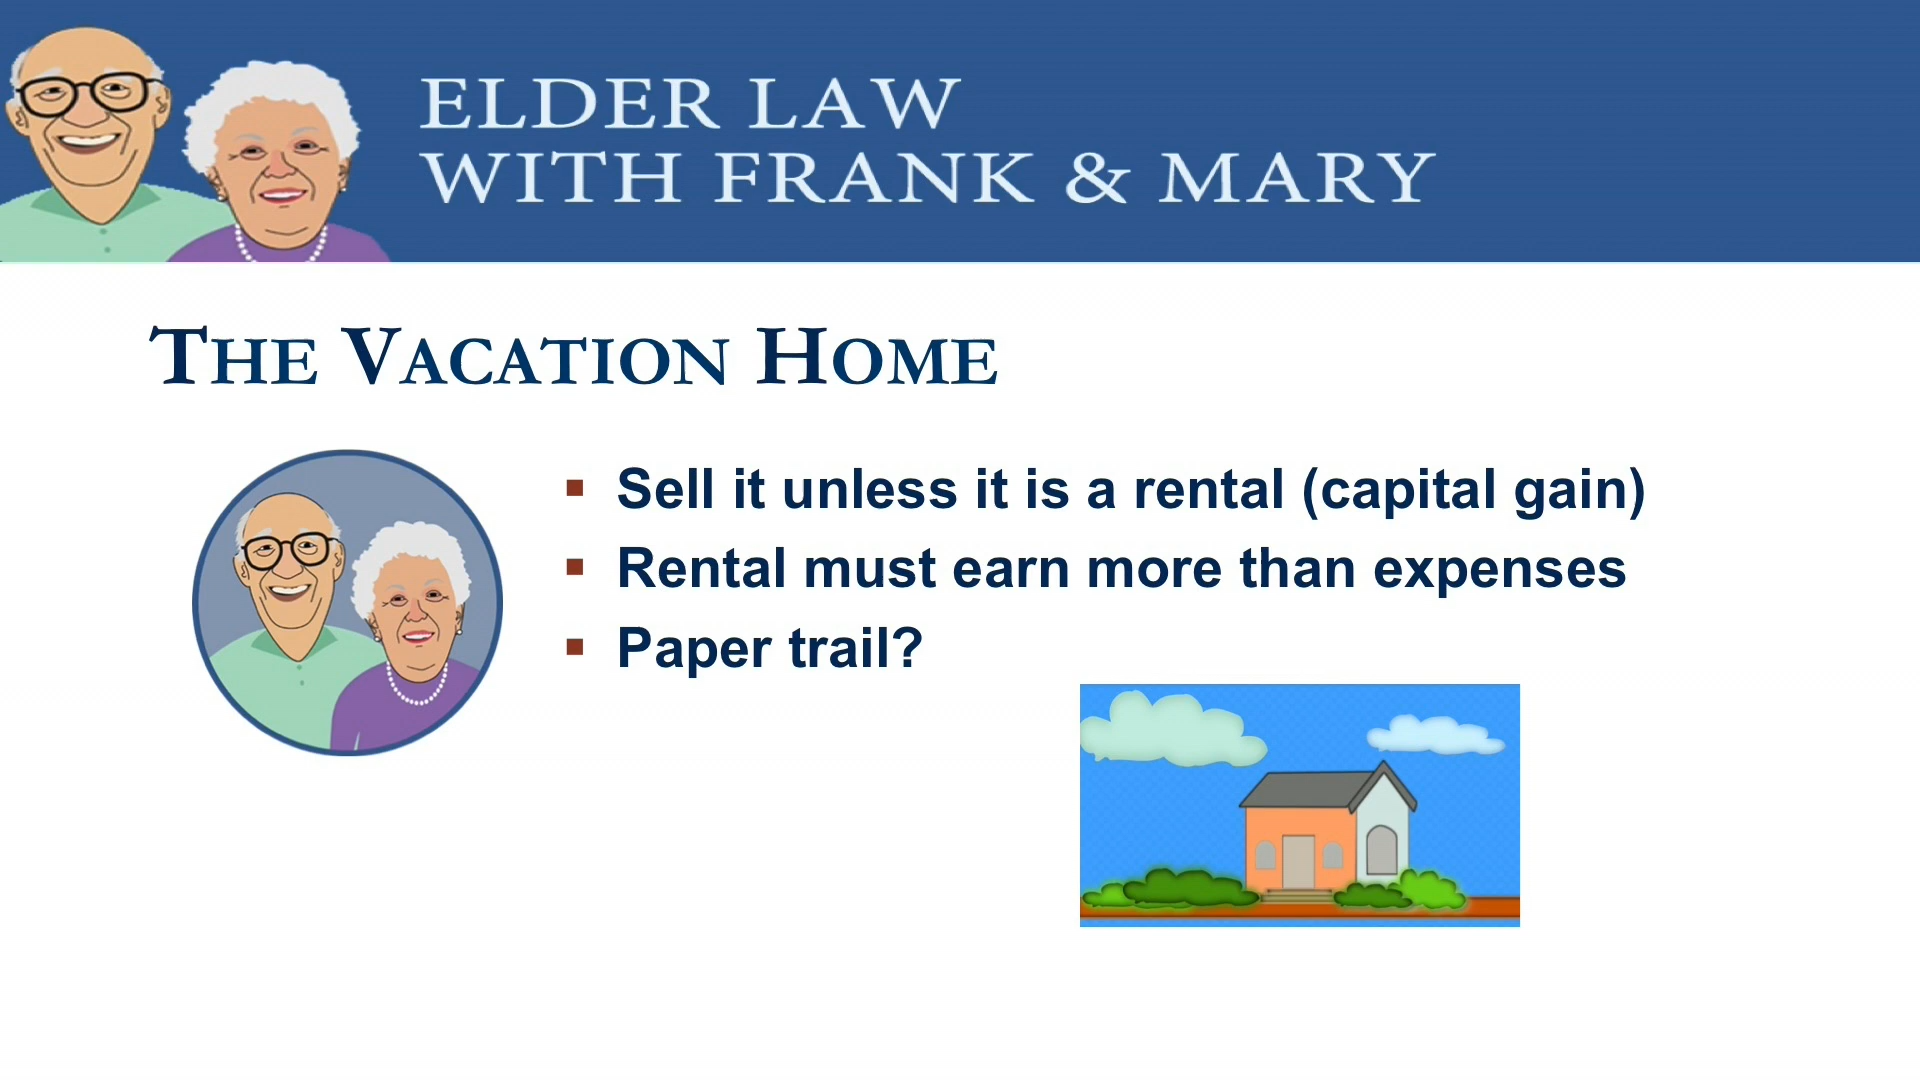 ELDER LAW
WITH FRANK & MARY
THE VACATION HOME
▪ Sell it unless it is a rental (capital gain)
▪ Rental must earn more than expenses
▪ Paper trail?